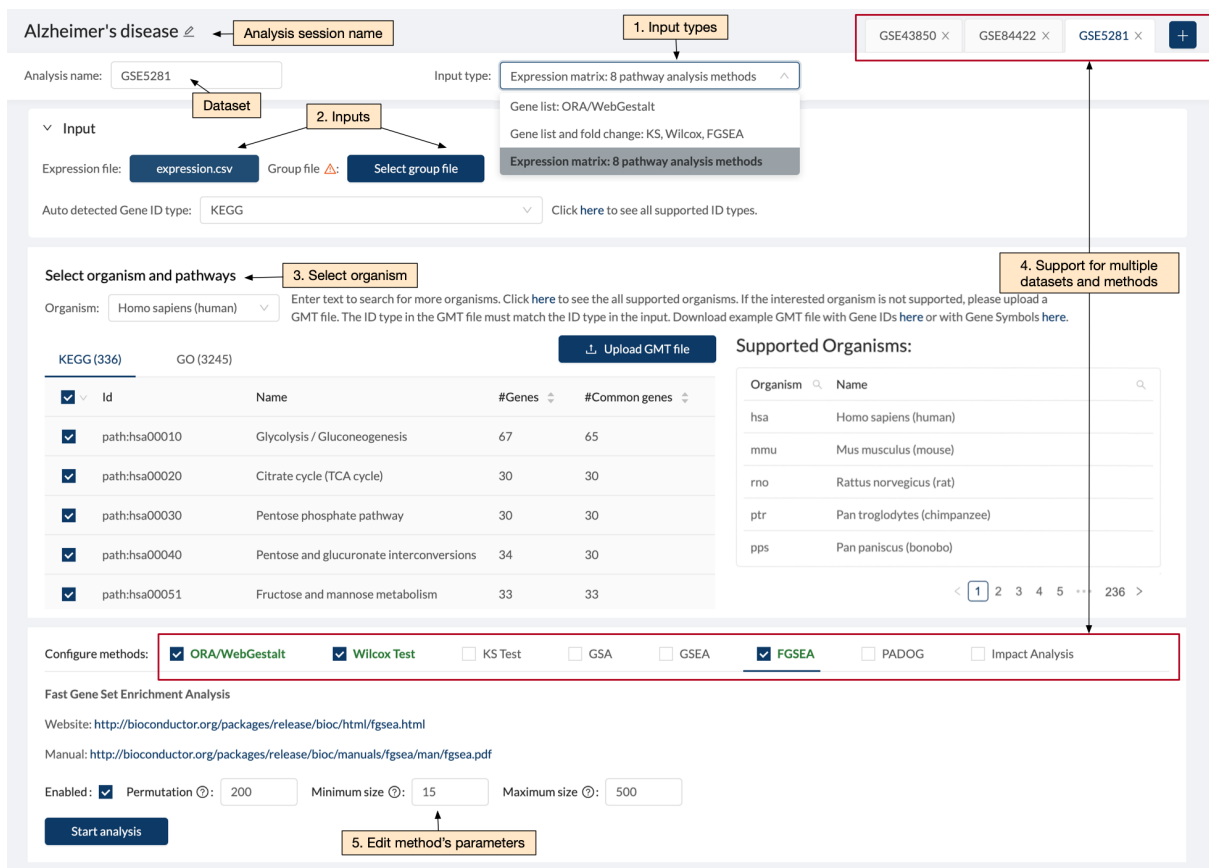 Alzheimer's disease
Analysis session name
1. Input types
GSE43850 ×
GSE84422 ×
GSE5281 ×
+
Analysis name: GSE5281
Input type: Expression matrix: 8 pathway analysis methods
Dataset
Gene list: ORA/WebGestalt
Gene list and fold change: KS, Wilcox, FGSEA
Expression matrix: 8 pathway analysis methods
Input
2. Inputs
Expression file: expression.csv Group file : Select group file
Auto detected Gene ID type: KEGG Click here to see all supported ID types.
Select organism and pathways
3. Select organism
4. Support for multiple
datasets and methods
Organism: Homo sapiens (human)
Enter text to search for more organisms. Click here to see the all supported organisms. If the interested organism is not supported, please upload a
GMT file. The ID type in the GMT file must match the ID type in the input. Download example GMT file with Gene IDs here or with Gene Symbols here.
KEGG (336) GO (3245) Upload GMT file
Id Name #Genes #Common genes
path:hsa00010 Glycolysis / Gluconeogenesis 67 65
path:hsa00020 Citrate cycle (TCA cycle) 30 30
path:hsa00030 Pentose phosphate pathway 30 30
path:hsa00040 Pentose and glucuronate interconversions 34 30
path:hsa00051 Fructose and mannose metabolism 33 33
Supported Organisms:
Organism Name
hsa Homo sapiens (human)
mmu Mus musculus (mouse)
rno Rattus norvegicus (rat)
ptr Pan troglodytes (chimpanzee)
pps Pan paniscus (bonobo)
< 1 2 3 4 5 ••• 236 >
Configure methods: ORA/WebGestalt Wilcox Test KS Test GSA GSEA FGSEA PADOG Impact Analysis
Fast Gene Set Enrichment Analysis
Website: http://bioconductor.org/packages/release/bioc/html/fgsea.html
Manual: http://bioconductor.org/packages/release/bioc/manuals/fgsea/man/fgsea.pdf
Enabled : Permutation ?: 200 Minimum size ?: 15 Maximum size ?: 500
Start analysis
5. Edit method's parameters